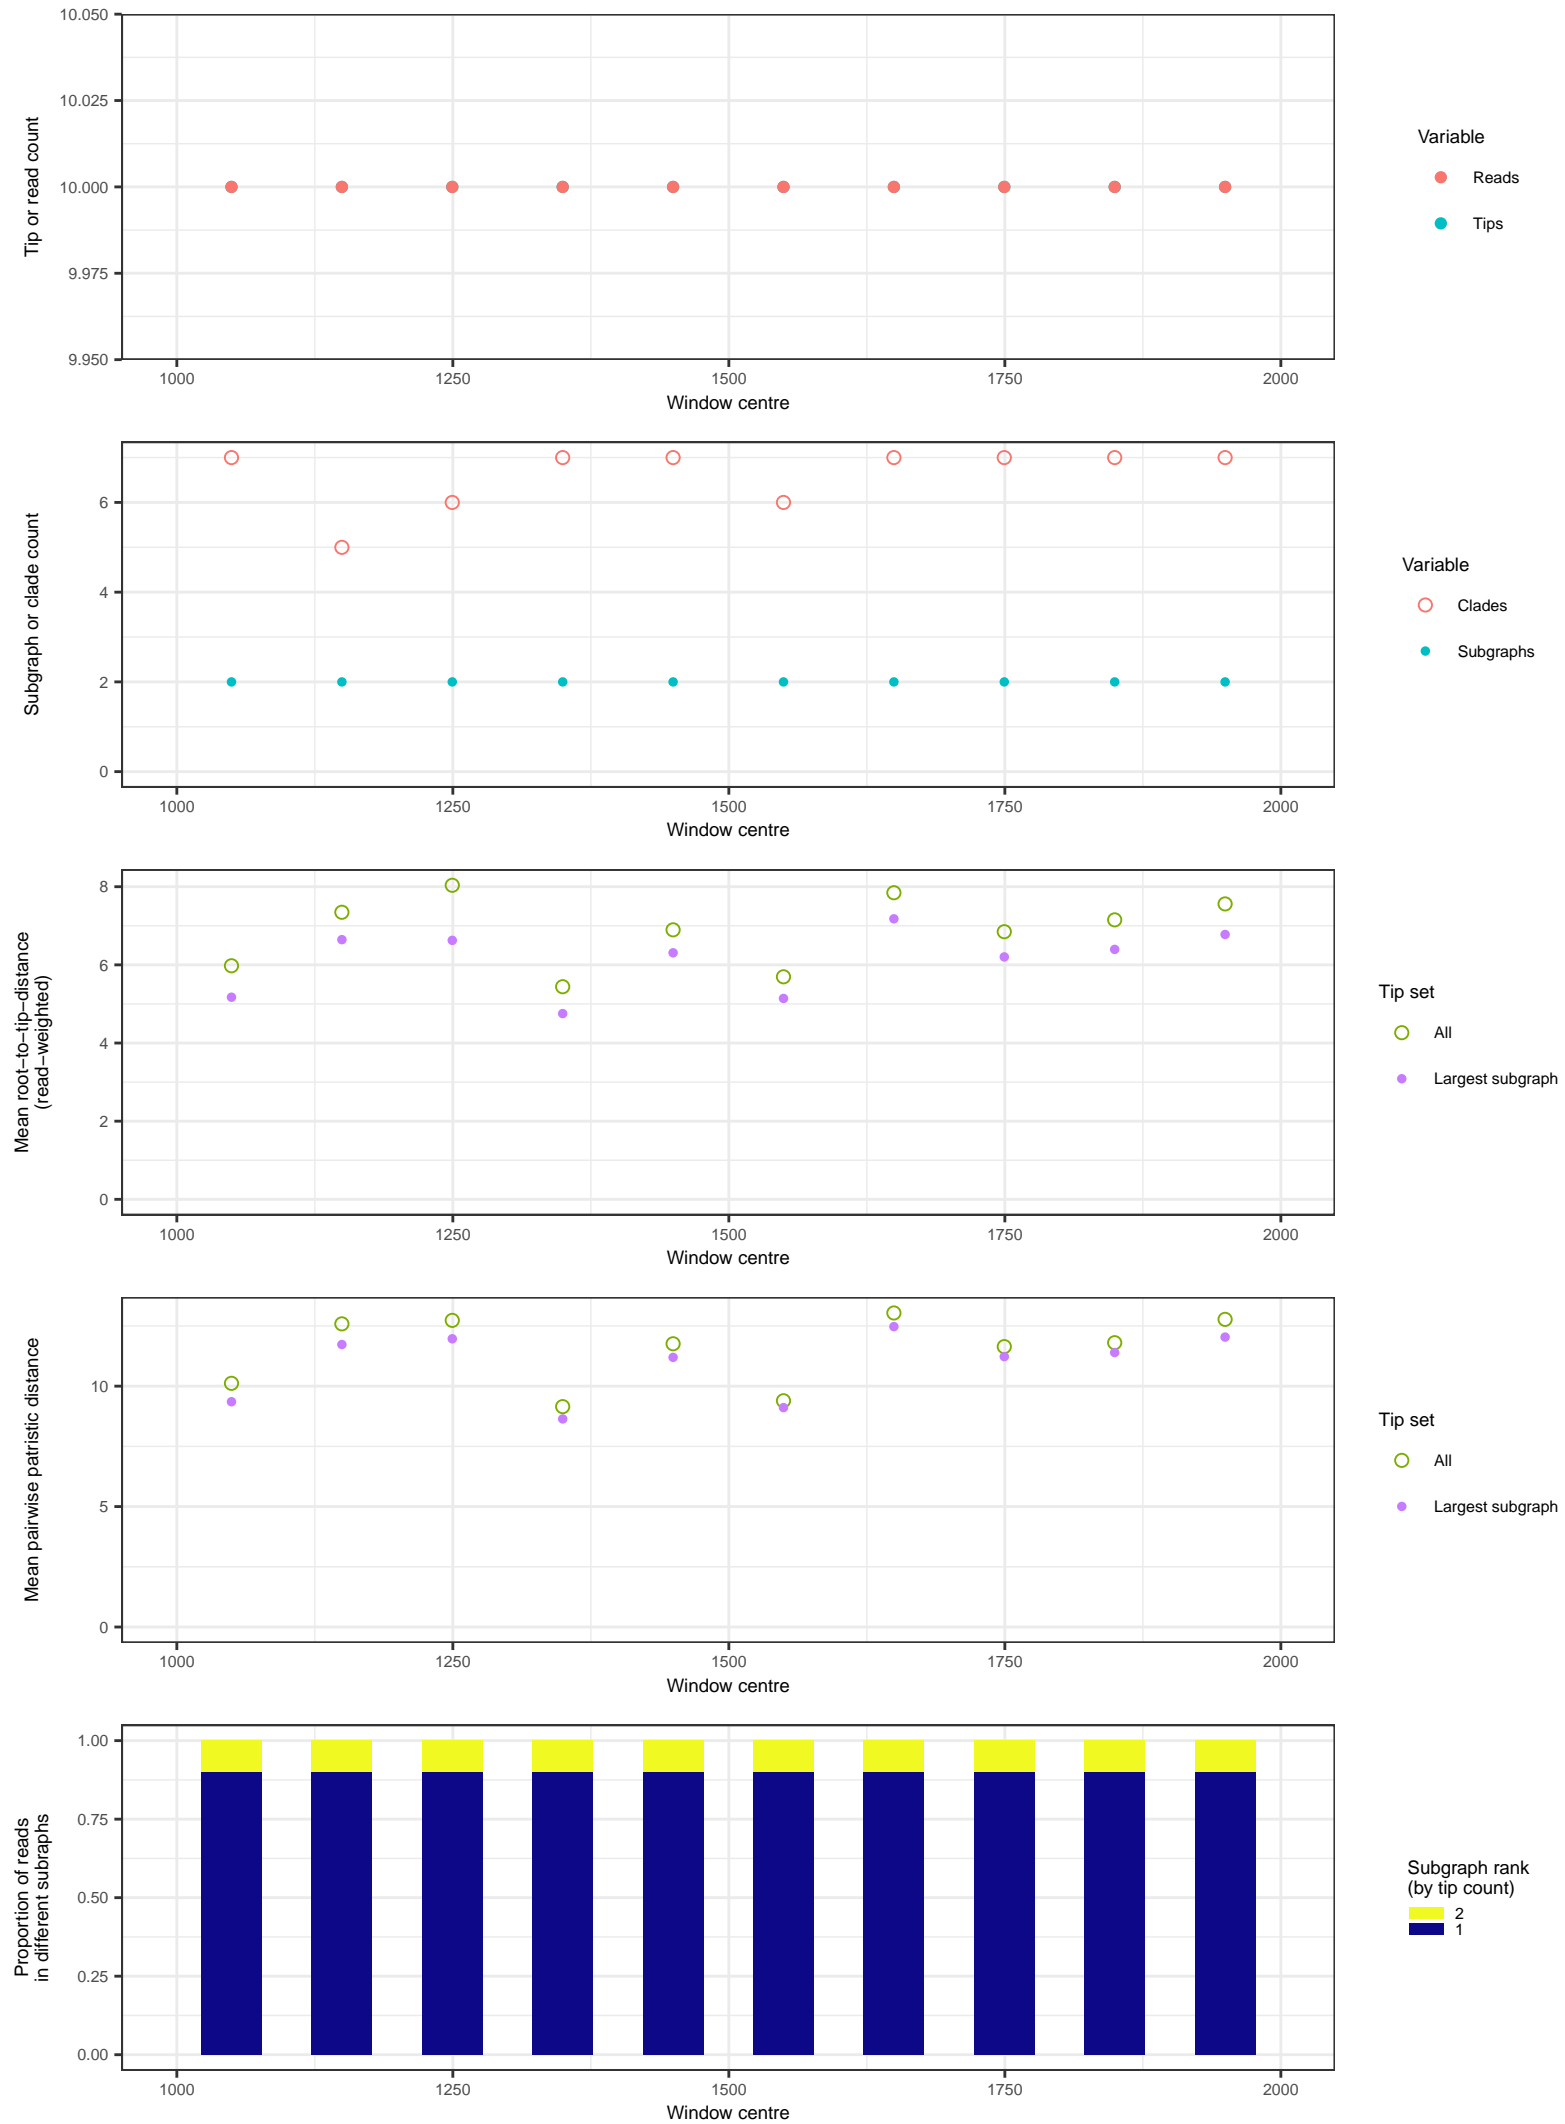 10.050
10.025
10.000
9.975
9.950
Tip or read count
1000 1250 1500 1750 2000
Window centre
Variable
Reads
Tips
6
4
2
0
Subgraph or clade count
1000 1250 1500 1750 2000
Window centre
Variable
Clades
Subgraphs
8
6
4
2
0
Mean root−to−tip−distance
(read−weighted)
1000 1250 1500 1750 2000
Window centre
Tip set
All
Largest subgraph
10
5
0
Mean pairwise patristic distance
1000 1250 1500 1750 2000
Window centre
Tip set
All
Largest subgraph
1.00
0.75
0.50
0.25
0.00
Proportion of reads
in different subraphs
1000 1250 1500 1750 2000
Window centre
Subgraph rank
(by tip count)
2
1